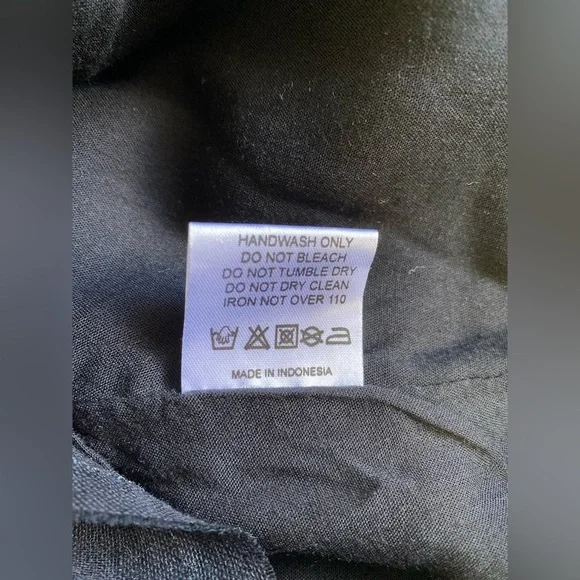 HANDWASH ONLY
DO NOT BLEACH
DO NOT TUMBLE DRY
DO NOT DRY CLEAN
IRON NOT OVER 110
MADE IN INDONESIA